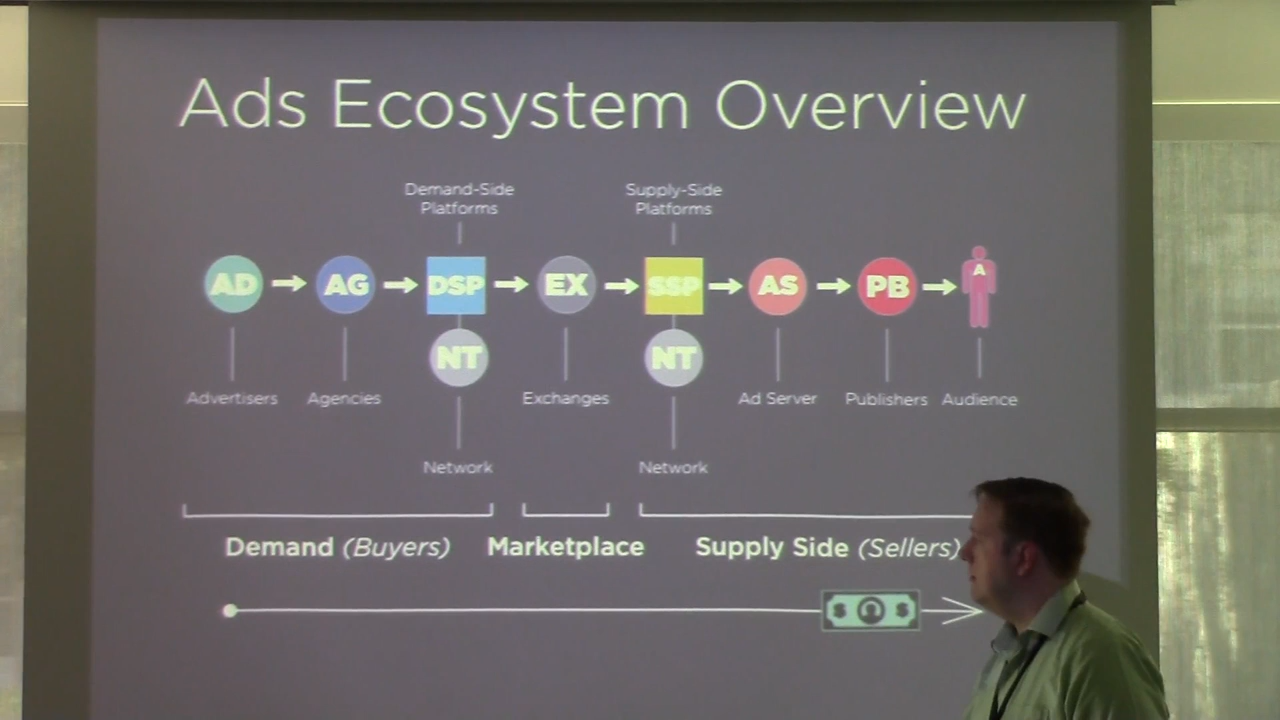 Ads Ecosystem Overview
Demand-Side
Platforms
Supply-Side
Platforms
AD
AG
DSP
EX
SSP
AS
PB
A
NT
NT
Advertisers
Agencies
Exchanges
Ad Server
Publishers
Audience
Network
Network
Demand (Buyers)
Marketplace
Supply Side (Sellers)
$ $